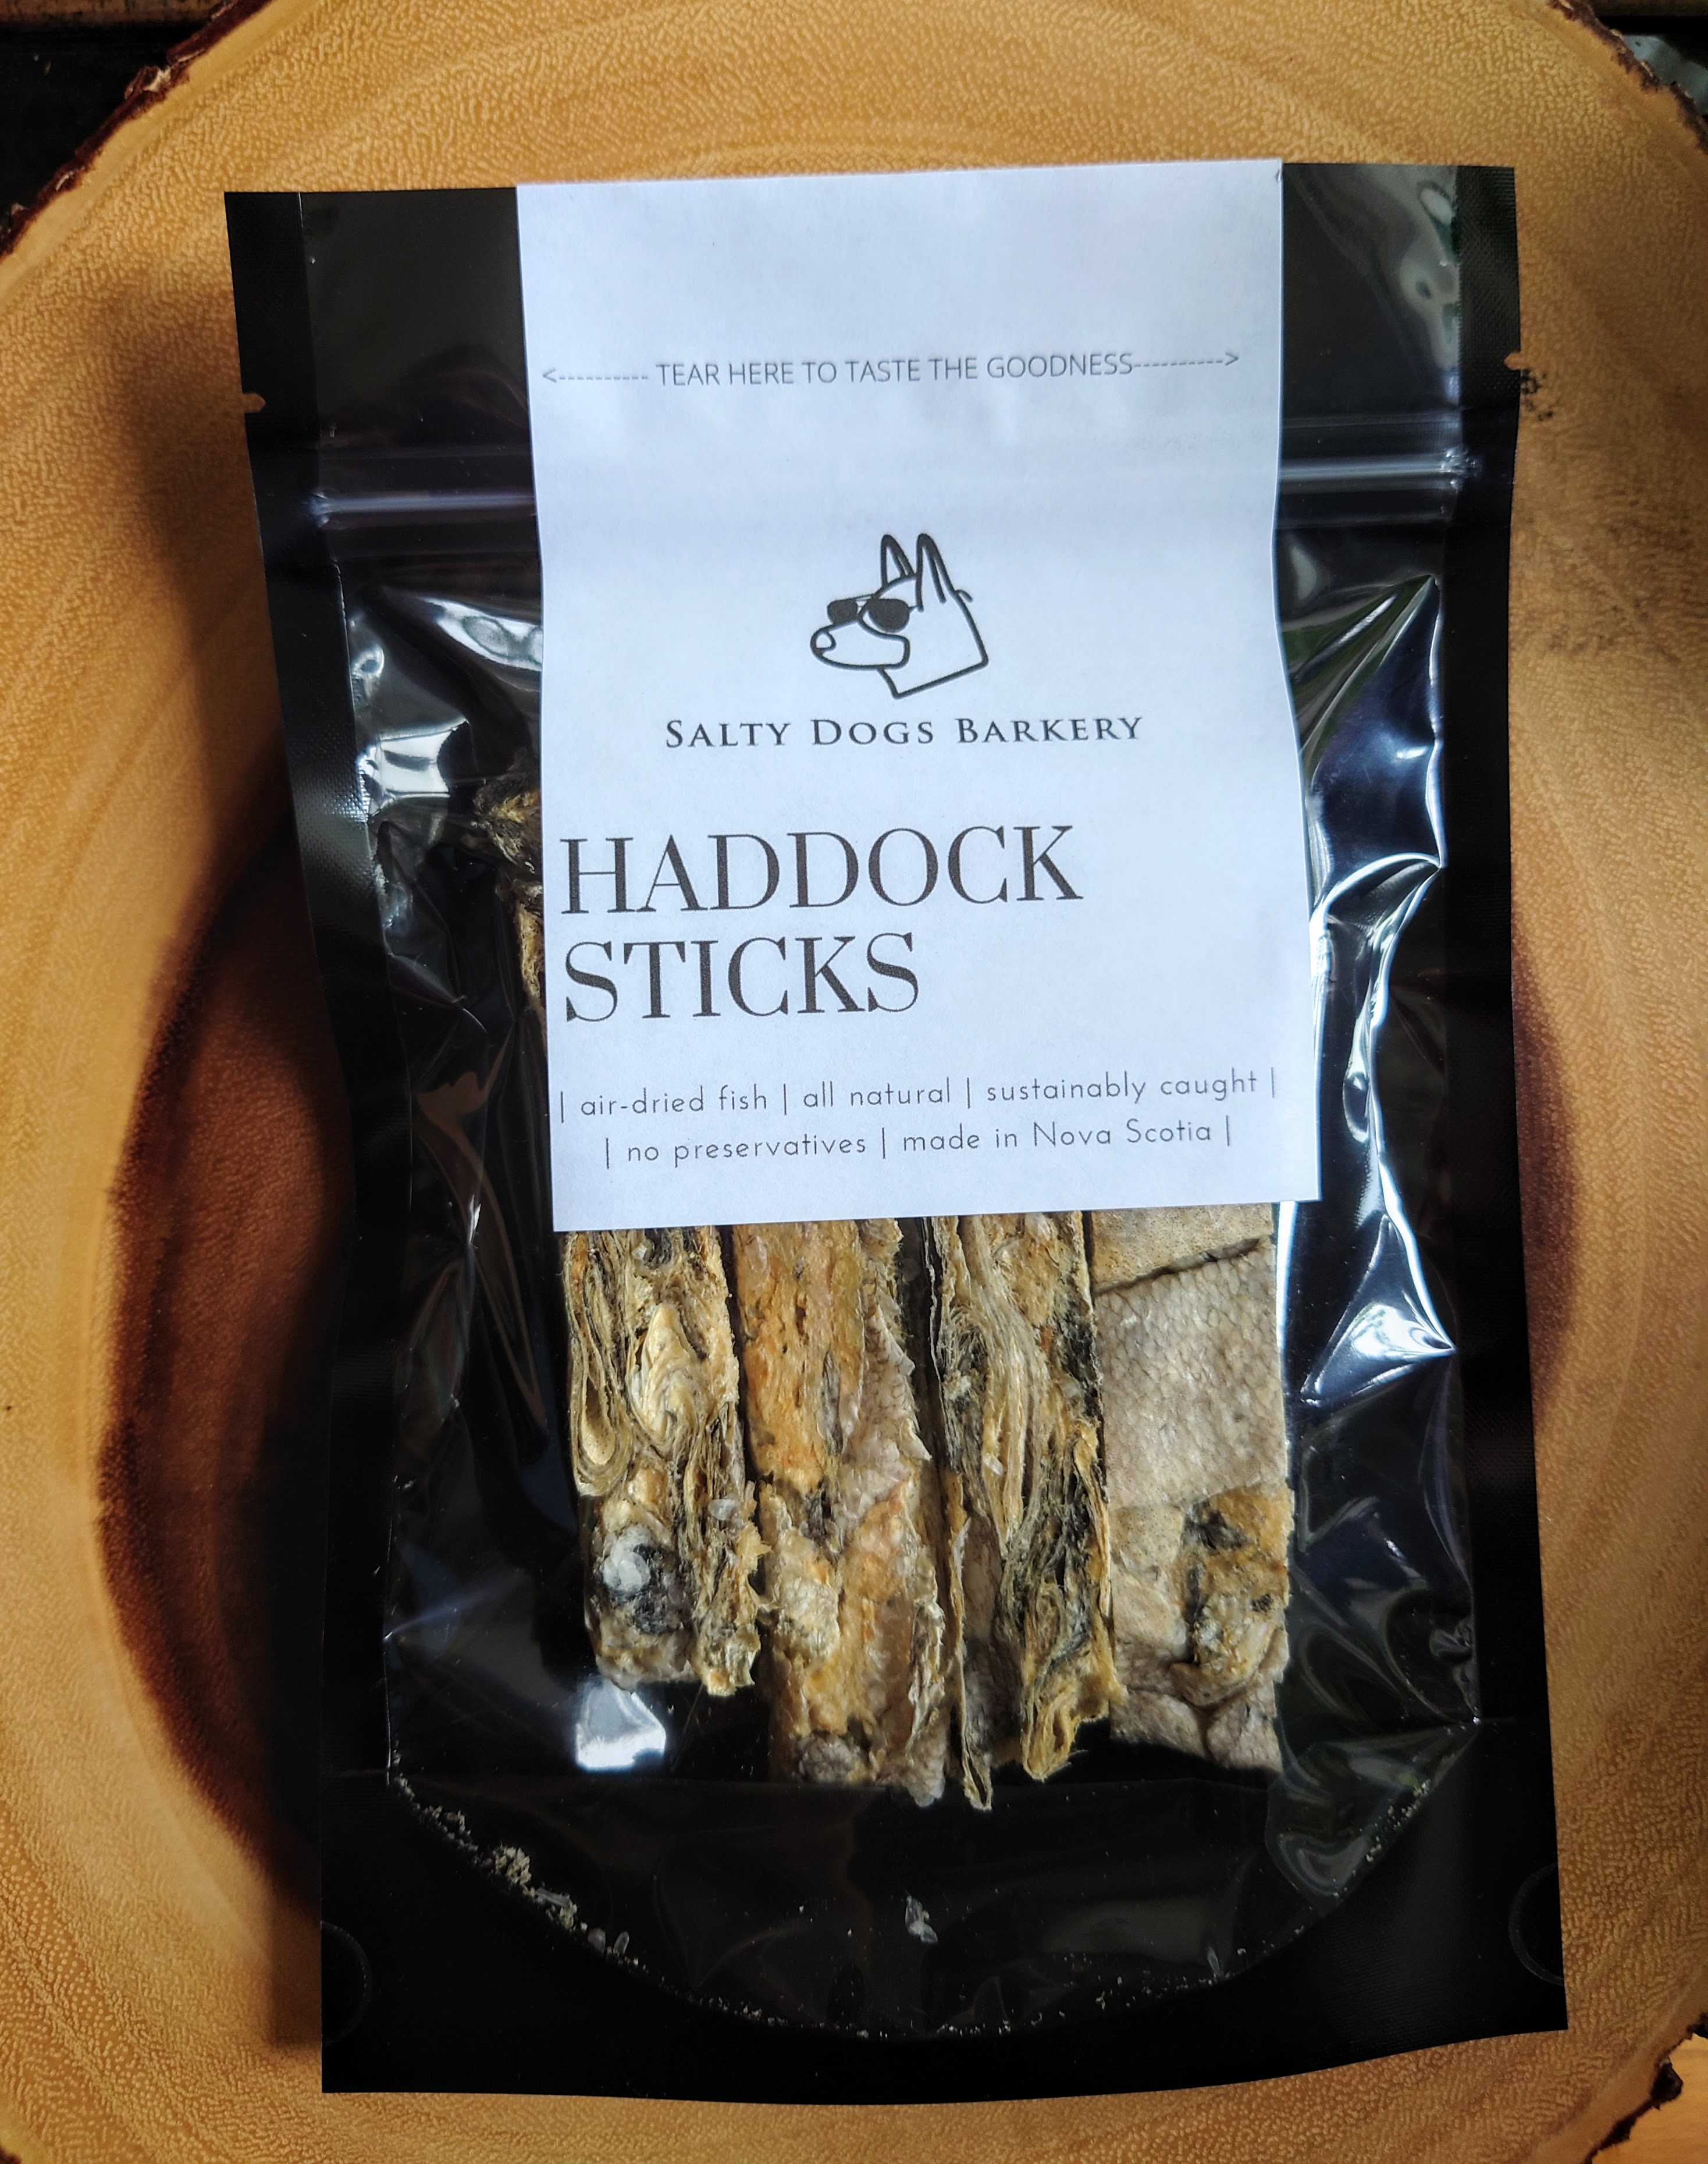 <---------- TEAR HERE TO TASTE THE GOODNESS---------->
SALTY DOGS BARKERY
HADDOCK
STICKS
| air-dried fish | all natural | sustainably caught |
| no preservatives | made in Nova Scotia |